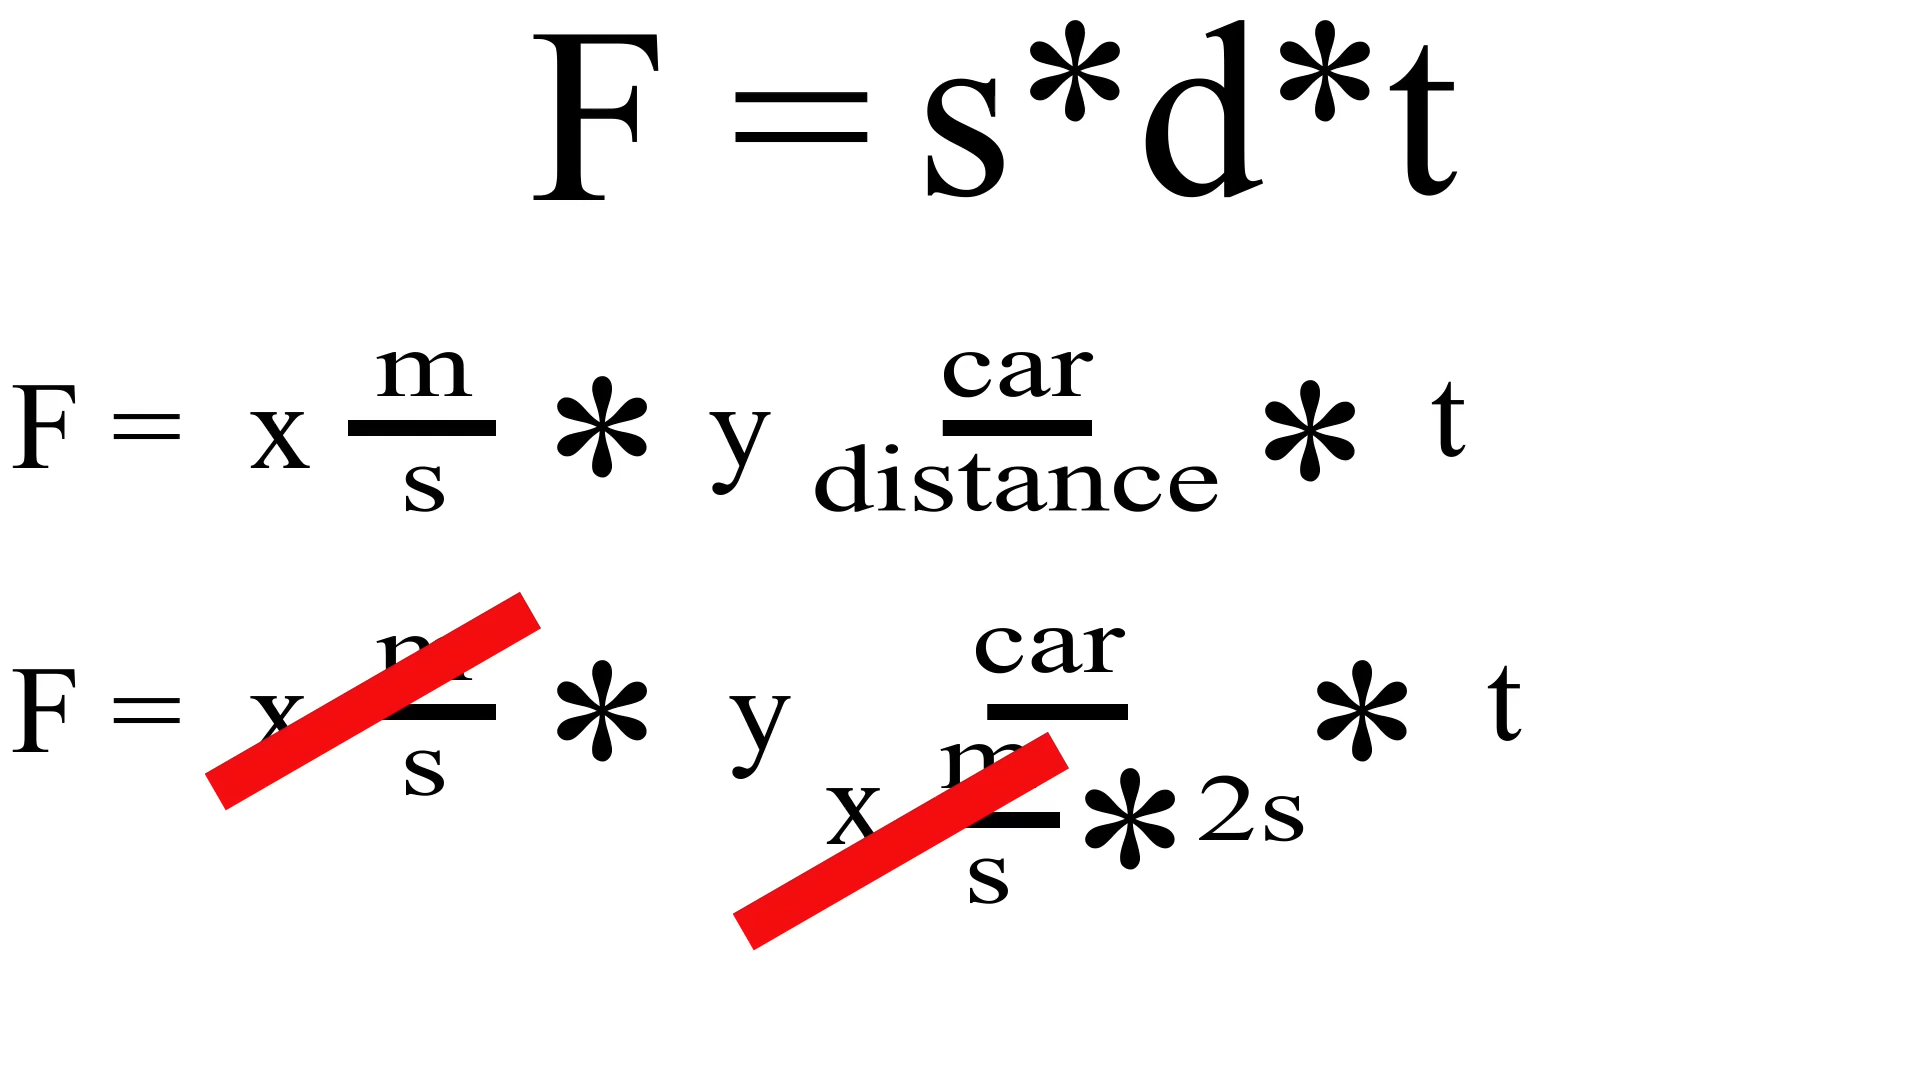 F = s*d*t
m car
F = x * y * t
s distance
m car
F = x * y * t
s m
x * 2s
s